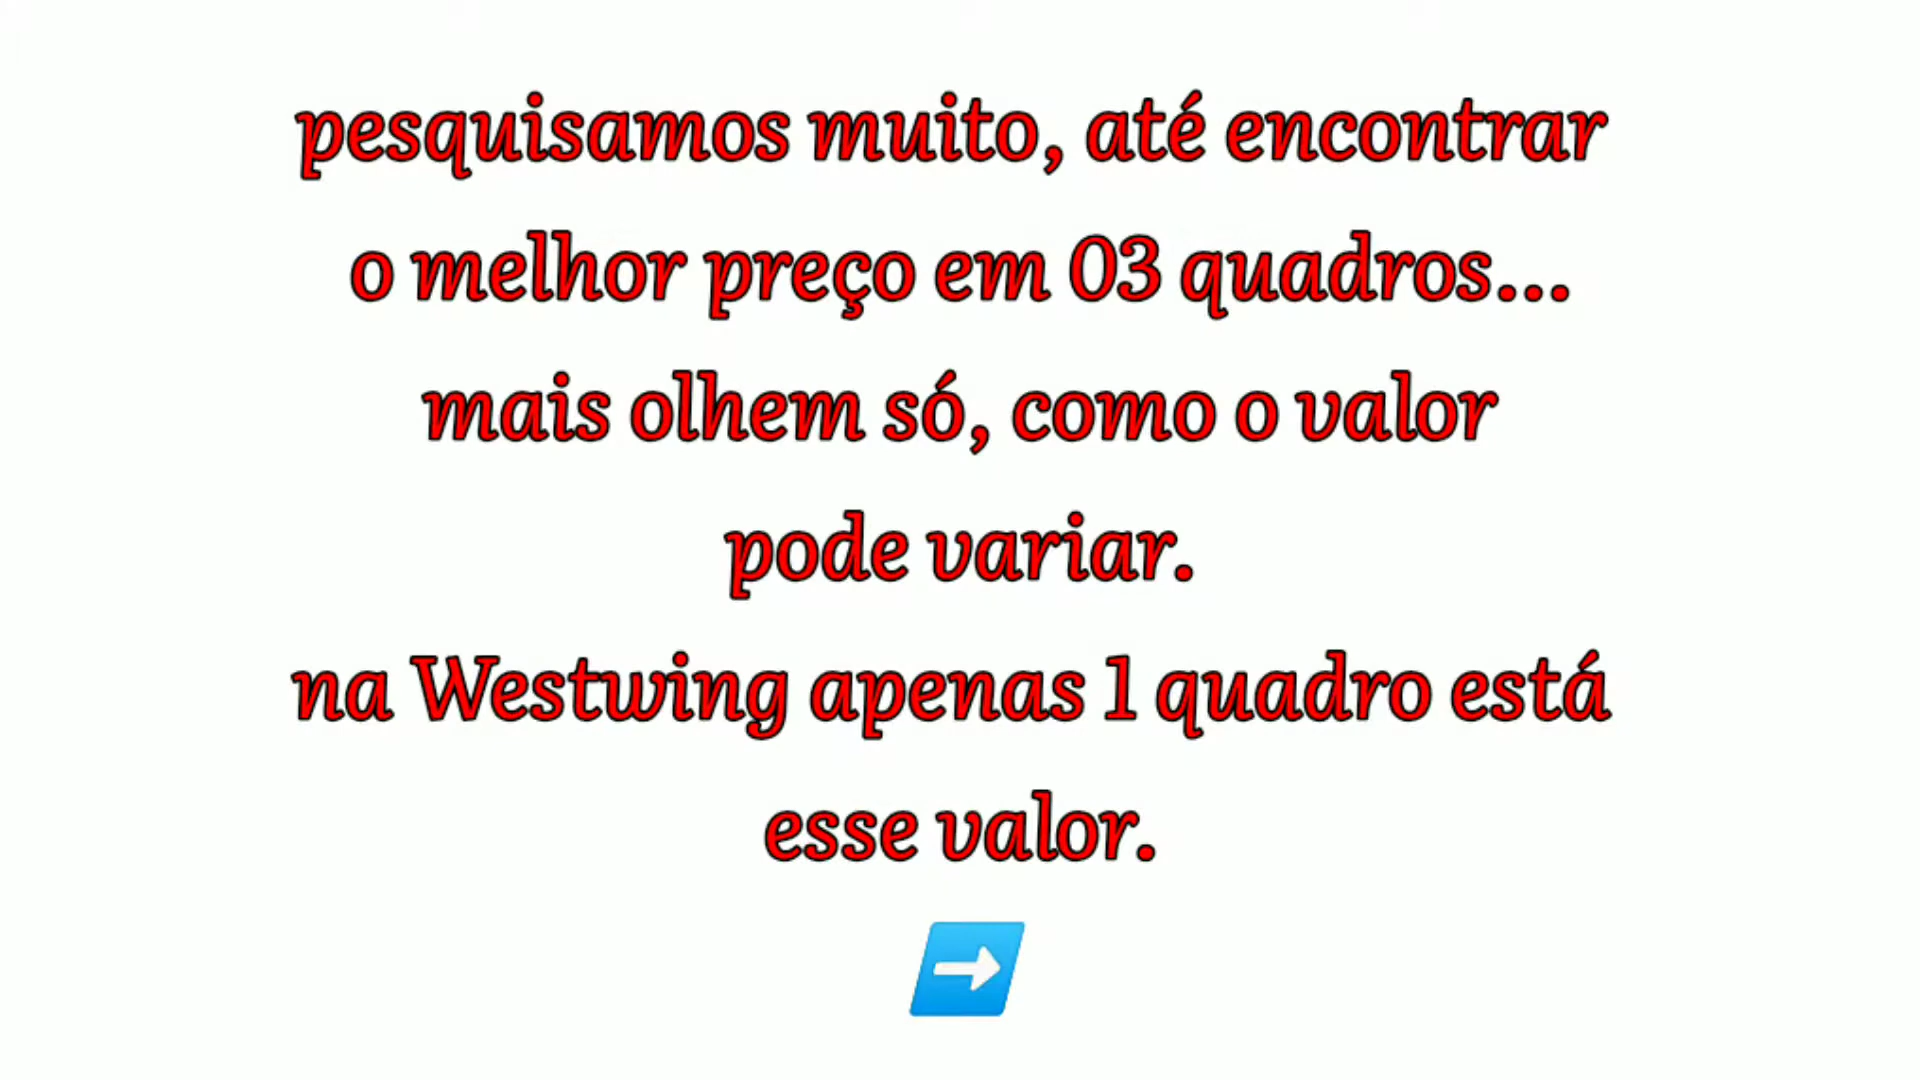 pesquisamos muito, até encontrar
o melhor preço em 03 quadros...
mais olhem só, como o valor
pode variar.
na Westwing apenas 1 quadro está
esse valor.
➡️